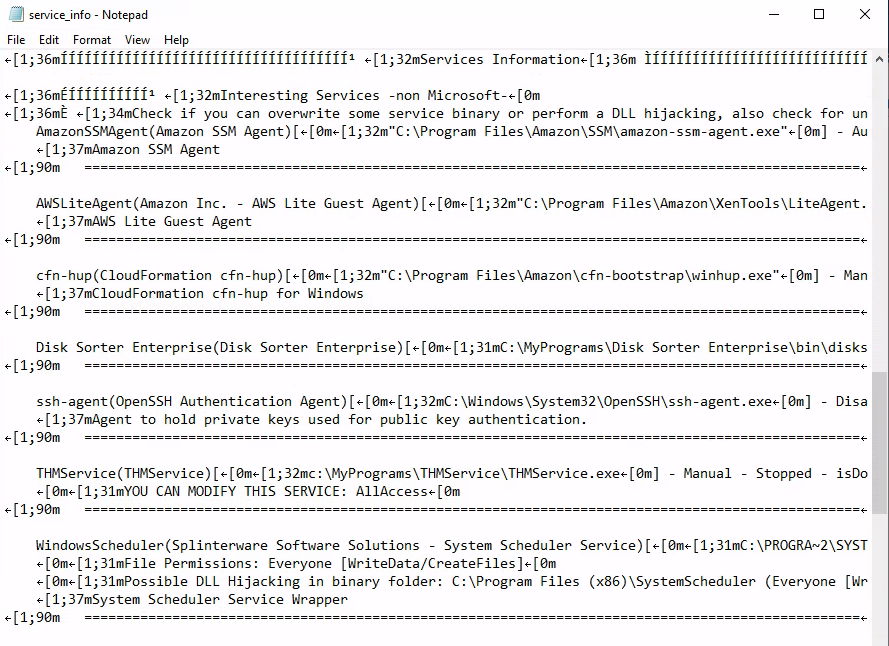 service_info - Notepad
File Edit Format View Help
←[1;36mÍÍÍÍÍÍÍÍÍÍÍÍÍÍÍÍÍÍÍÍÍÍÍÍÍÍÍÍÍÍÍÍÍÍÍÍ¹ ←[1;32mServices Information←[1;36m ÌÍÍÍÍÍÍÍÍÍÍÍÍÍÍÍÍÍÍÍÍÍÍÍÍÍÍÍ
←[1;36mÉÍÍÍÍÍÍÍÍÍÍ¹ ←[1;32mInteresting Services -non Microsoft-←[0m
←[1;36mÈ ←[1;34mCheck if you can overwrite some service binary or perform a DLL hijacking, also check for un
AmazonSSMAgent(Amazon SSM Agent)[←[0m←[1;32m"C:\Program Files\Amazon\SSM\amazon-ssm-agent.exe"←[0m] - Au
←[1;37mAmazon SSM Agent
←[1;90m   =================================================================================================←
AWSLiteAgent(Amazon Inc. - AWS Lite Guest Agent)[←[0m←[1;32m"C:\Program Files\Amazon\XenTools\LiteAgent.
←[1;37mAWS Lite Guest Agent
←[1;90m   =================================================================================================←
cfn-hup(CloudFormation cfn-hup)[←[0m←[1;32m"C:\Program Files\Amazon\cfn-bootstrap\winhup.exe"←[0m] - Man
←[1;37mCloudFormation cfn-hup for Windows
←[1;90m   =================================================================================================←
Disk Sorter Enterprise(Disk Sorter Enterprise)[←[0m←[1;31mC:\MyPrograms\Disk Sorter Enterprise\bin\disks
←[1;90m   =================================================================================================←
ssh-agent(OpenSSH Authentication Agent)[←[0m←[1;32mC:\Windows\System32\OpenSSH\ssh-agent.exe←[0m] - Disa
←[1;37mAgent to hold private keys used for public key authentication.
←[1;90m   =================================================================================================←
THMService(THMService)[←[0m←[1;32mc:\MyPrograms\THMService\THMService.exe←[0m] - Manual - Stopped - isDo
←[0m←[1;31mYOU CAN MODIFY THIS SERVICE: AllAccess←[0m
←[1;90m   =================================================================================================←
WindowsScheduler(Splinterware Software Solutions - System Scheduler Service)[←[0m←[1;31mC:\PROGRA~2\SYST
←[0m←[1;31mFile Permissions: Everyone [WriteData/CreateFiles]←[0m
←[0m←[1;31mPossible DLL Hijacking in binary folder: C:\Program Files (x86)\SystemScheduler (Everyone [Wr
←[1;37mSystem Scheduler Service Wrapper
←[1;90m   =================================================================================================←